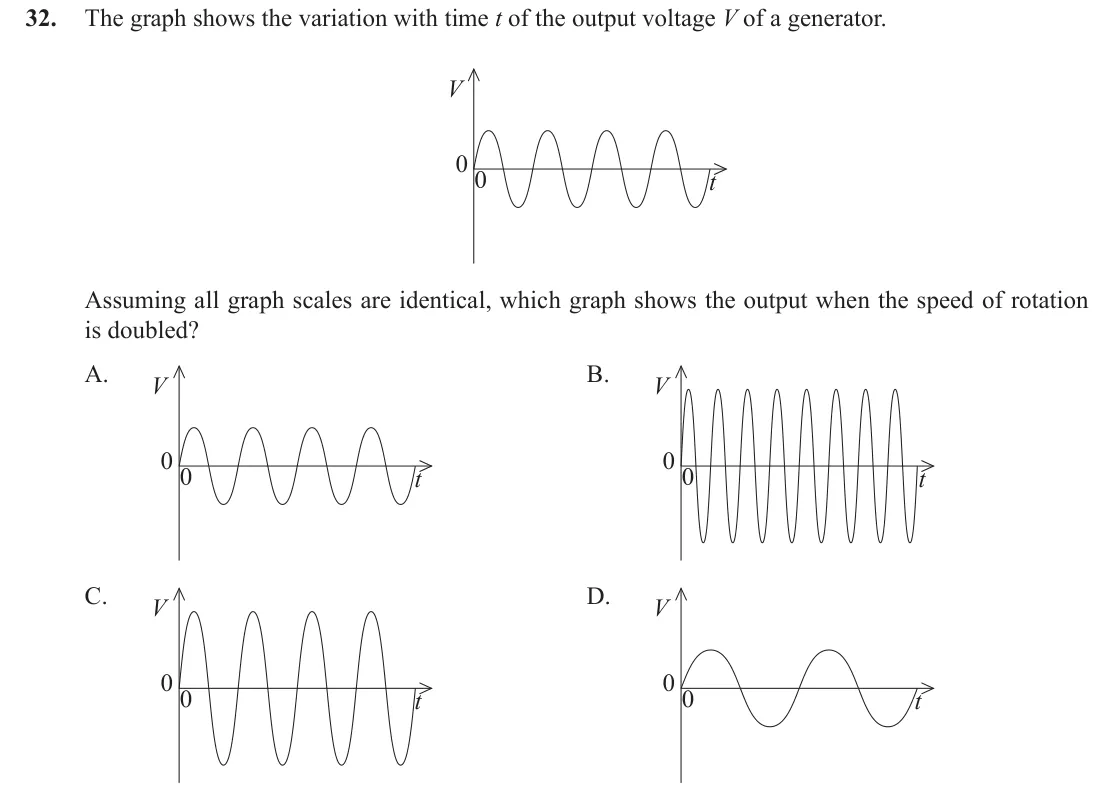 32. The graph shows the variation with time t of the output voltage V of a generator.
V
0
0
t
Assuming all graph scales are identical, which graph shows the output when the speed of rotation
is doubled?
A.
V
0
0
t
B.
V
0
0
t
C.
V
0
0
t
D.
V
0
0
t